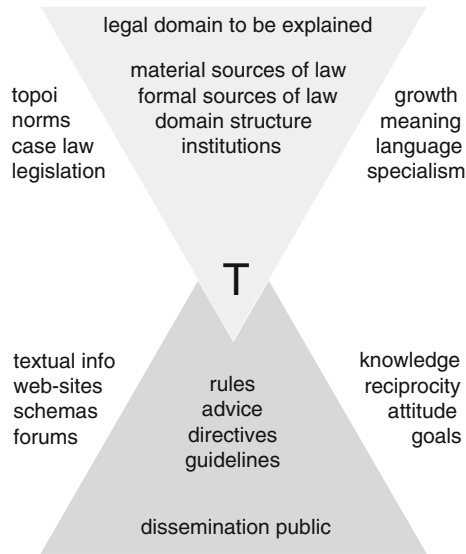 legal domain to be explained
material sources of law
formal sources of law
domain structure
institutions
topoi
norms
case law
legislation
growth
meaning
language
specialism
T
textual info
web-sites
schemas
forums
rules
advice
directives
guidelines
knowledge
reciprocity
attitude
goals
dissemination public